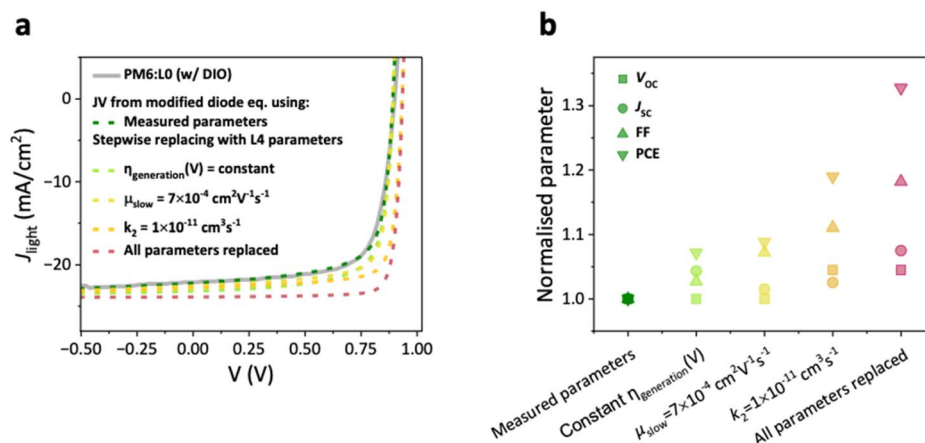 a
PM6:L0 (w/ DIO)
JV from modified diode eq. using:
Measured parameters
Stepwise replacing with L4 parameters
ηgeneration(V) = constant
μslow = 7×10⁻⁴ cm²V⁻¹s⁻¹
k₂ = 1×10⁻¹¹ cm³s⁻¹
All parameters replaced
Jlight (mA/cm²)
0
−10
−20
−0.5
0.00
0.25
0.50
0.75
1.00
V (V)
b
VOC
JSC
FF
PCE
Normalised parameter
1.3
1.2
1.1
1.0
Measured parameters
Constant ηgeneration(V)
μslow=7×10⁻⁴ cm²V⁻¹s⁻¹
k₂=1×10⁻¹¹ cm³s⁻¹
All parameters replaced